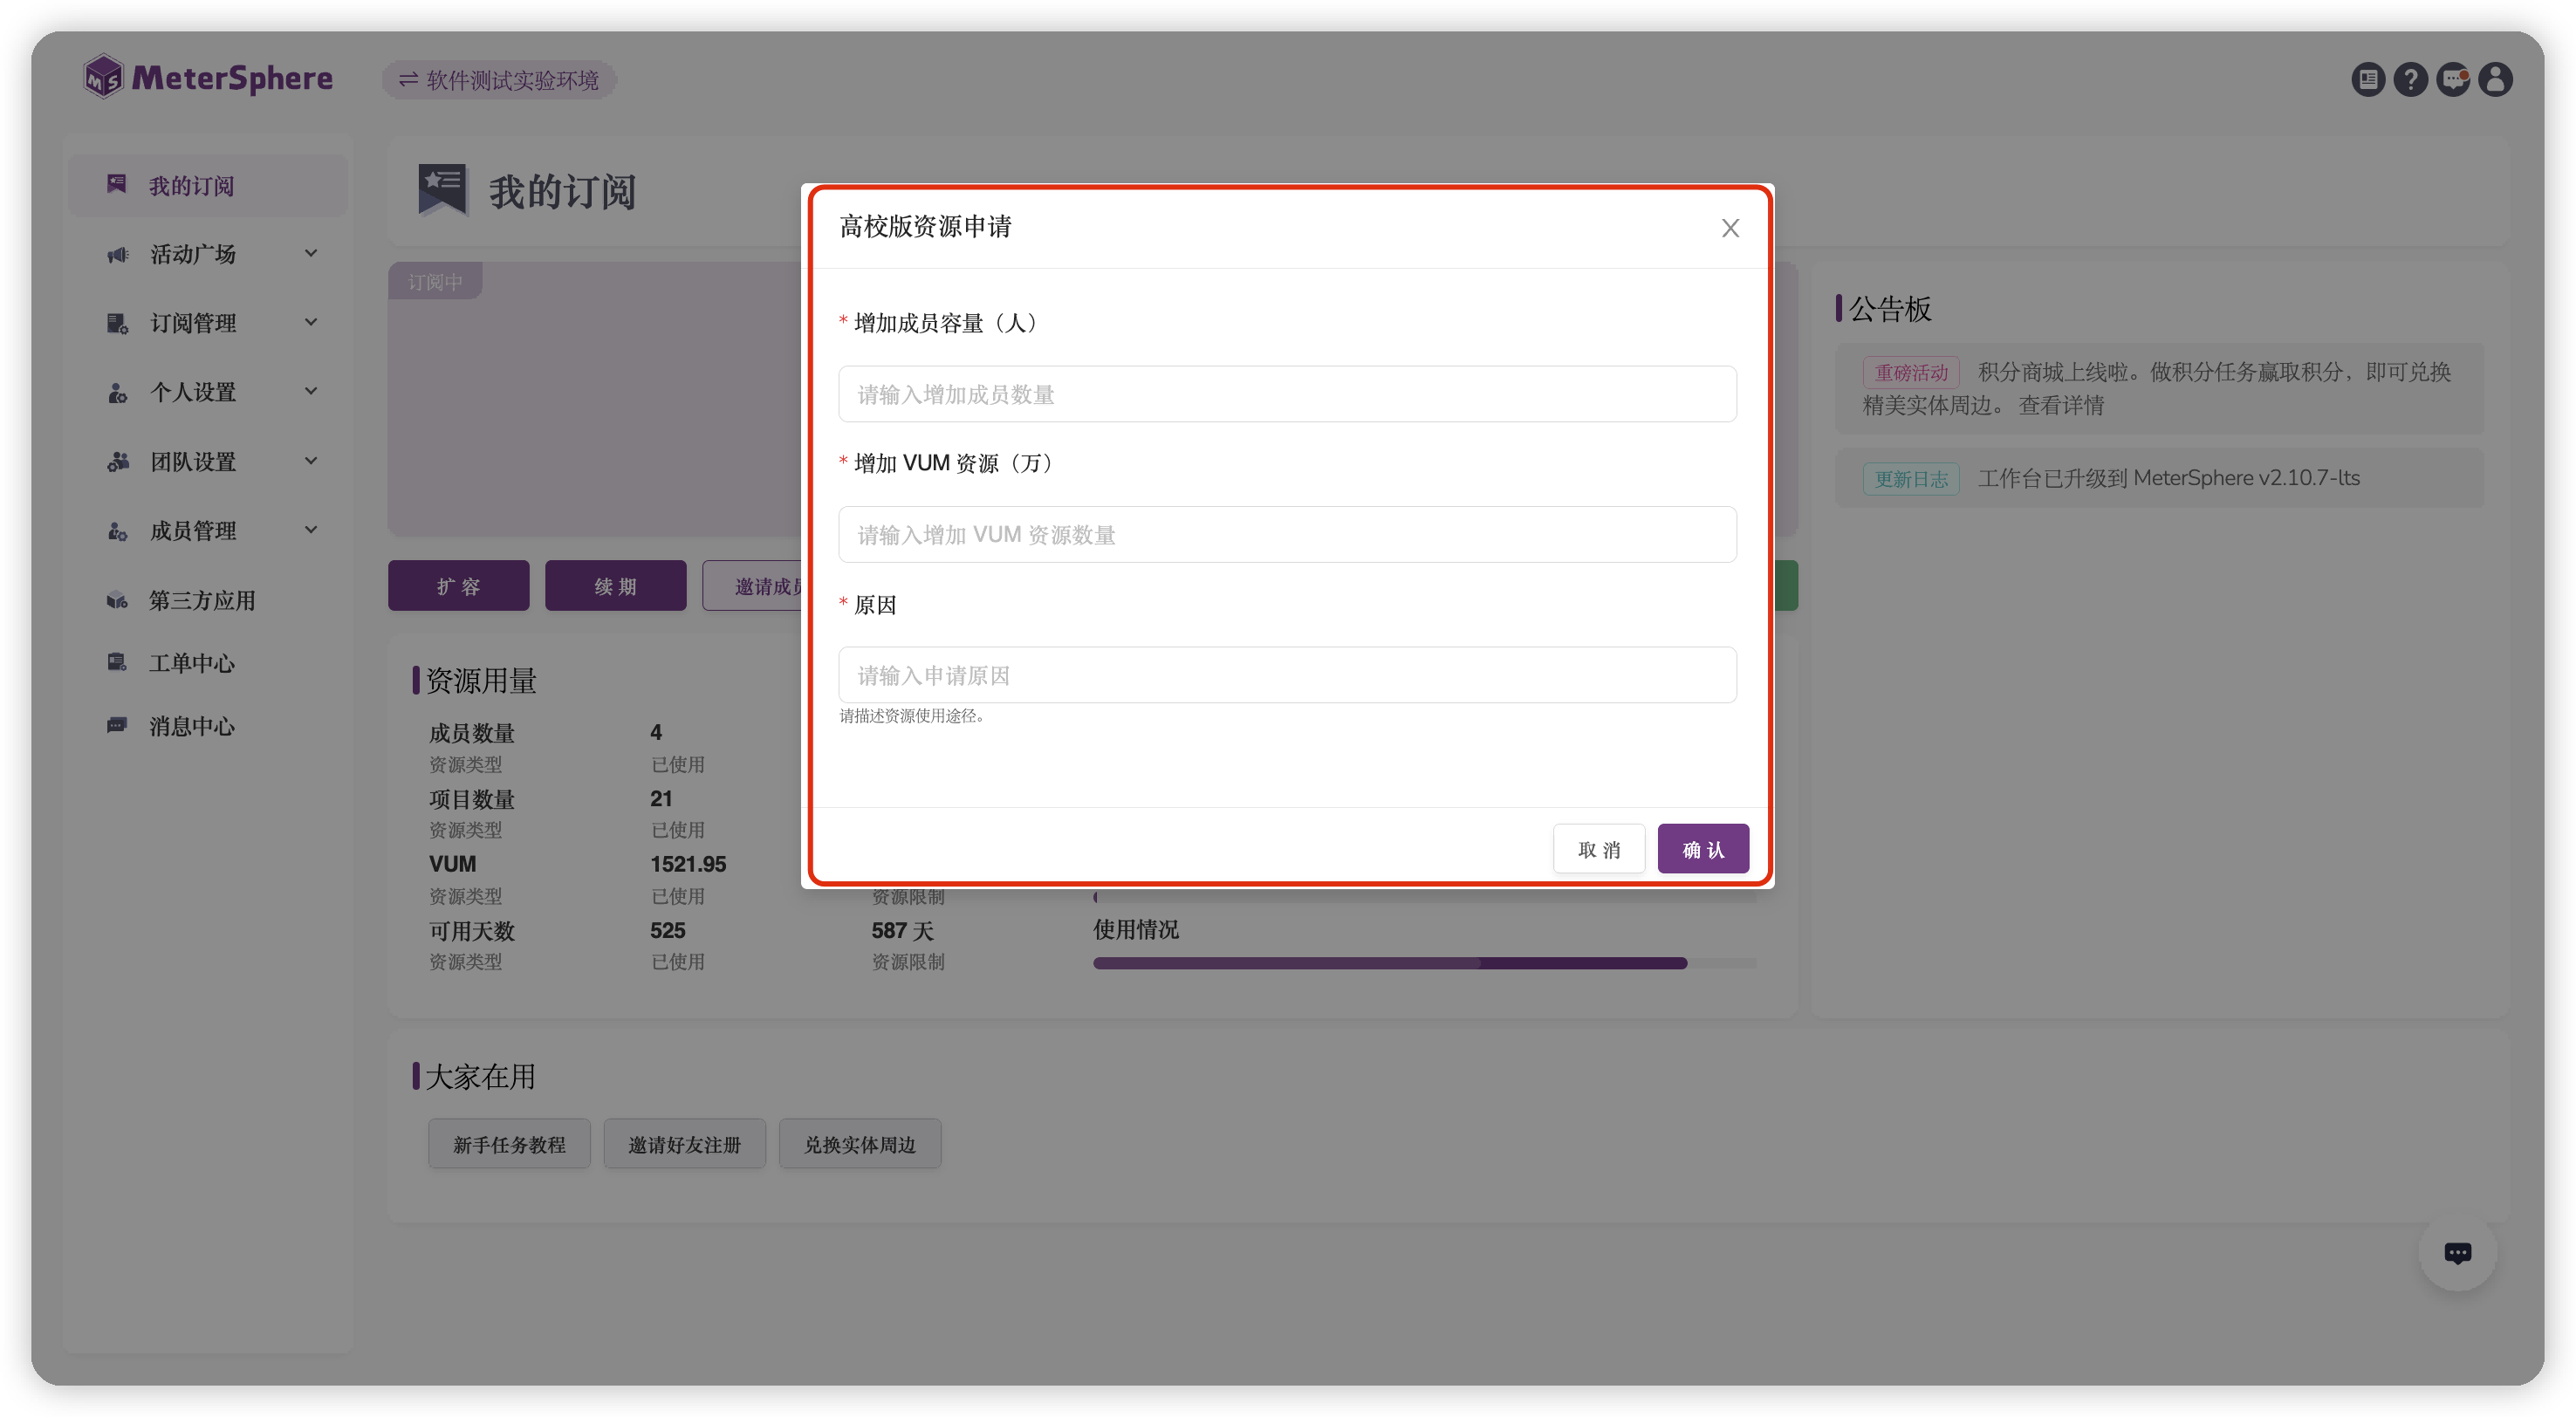 MeterSphere
软件测试实验环境
我的订阅
活动广场
订阅管理
个人设置
团队设置
成员管理
第三方应用
工单中心
消息中心
我的订阅
订阅中
扩 容
续 期
邀请成员
高校版资源申请
* 增加成员容量（人）
请输入增加成员数量
* 增加 VUM 资源（万）
请输入增加 VUM 资源数量
* 原因
请输入申请原因
请描述资源使用途径。
取 消
确 认
公告板
重磅活动 积分商城上线啦。做积分任务赢取积分，即可兑换
精美实体周边。 查看详情
更新日志 工作台已升级到 MeterSphere v2.10.7-lts
资源用量
成员数量 4
资源类型 已使用
项目数量 21
资源类型 已使用
VUM 1521.95
资源类型 已使用 资源限制
可用天数 525 587 天 使用情况
资源类型 已使用 资源限制
大家在用
新手任务教程
邀请好友注册
兑换实体周边